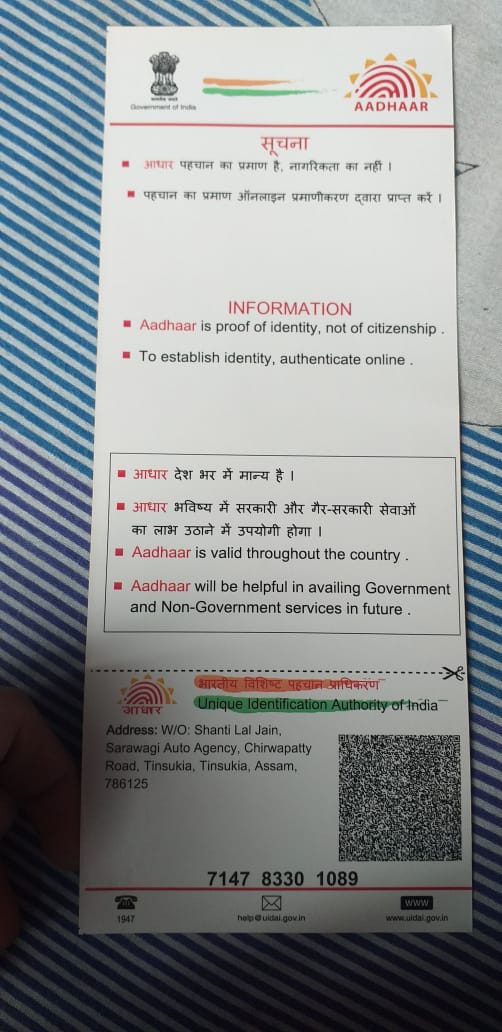 सत्यमेव जयते
Government of India
AADHAAR
सूचना
आधार पहचान का प्रमाण है, नागरिकता का नहीं ।
पहचान का प्रमाण ऑनलाइन प्रमाणीकरण द्वारा प्राप्त करें ।
INFORMATION
Aadhaar is proof of identity, not of citizenship .
To establish identity, authenticate online .
आधार देश भर में मान्य है ।
आधार भविष्य में सरकारी और गैर-सरकारी सेवाओं
का लाभ उठाने में उपयोगी होगा ।
Aadhaar is valid throughout the country .
Aadhaar will be helpful in availing Government
and Non-Government services in future .
भारतीय विशिष्ट पहचान आधिकरण
Unique Identification Authority of India
आधार
Address: W/O: Shanti Lal Jain,
Sarawagi Auto Agency, Chirwapatty
Road, Tinsukia, Tinsukia, Assam,
786125
7147 8330 1089
1947
help@uidai.gov.in
www
www.uidai.gov.in